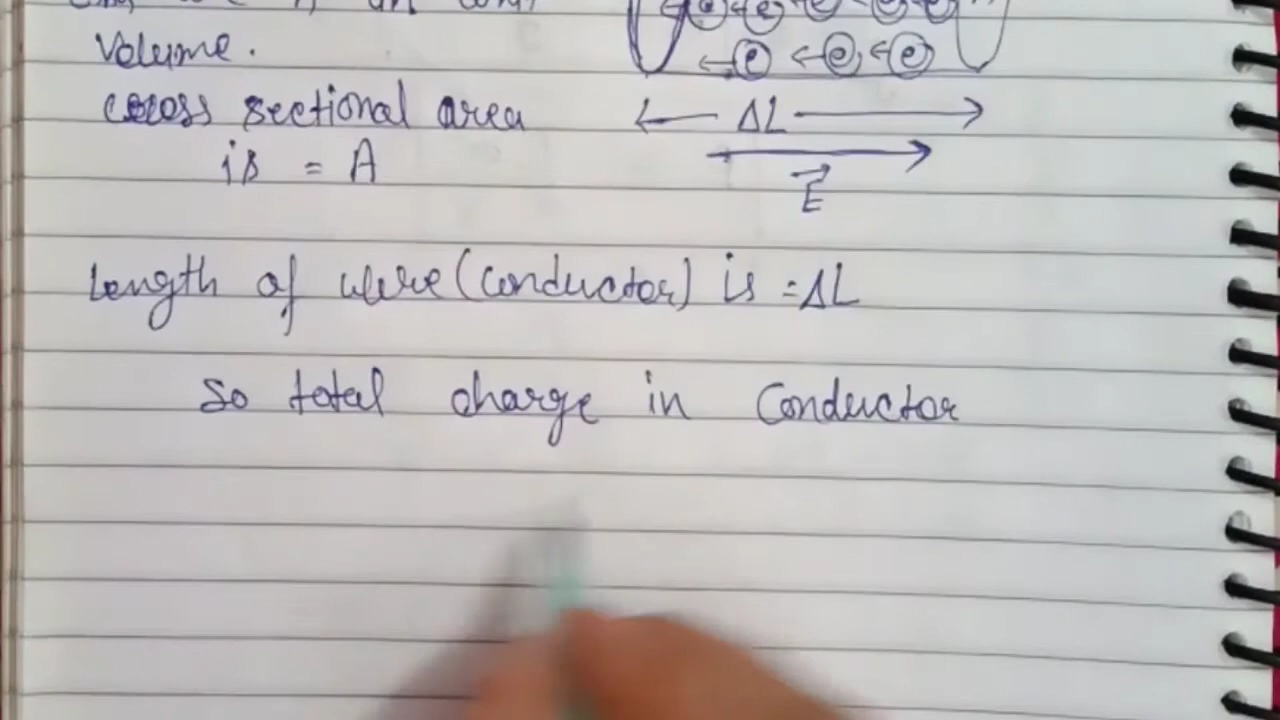 Volume.
e e e
cross sectional area
ΔL
is = A
E
Length of wire (conductor) is = ΔL
So total charge in Conductor